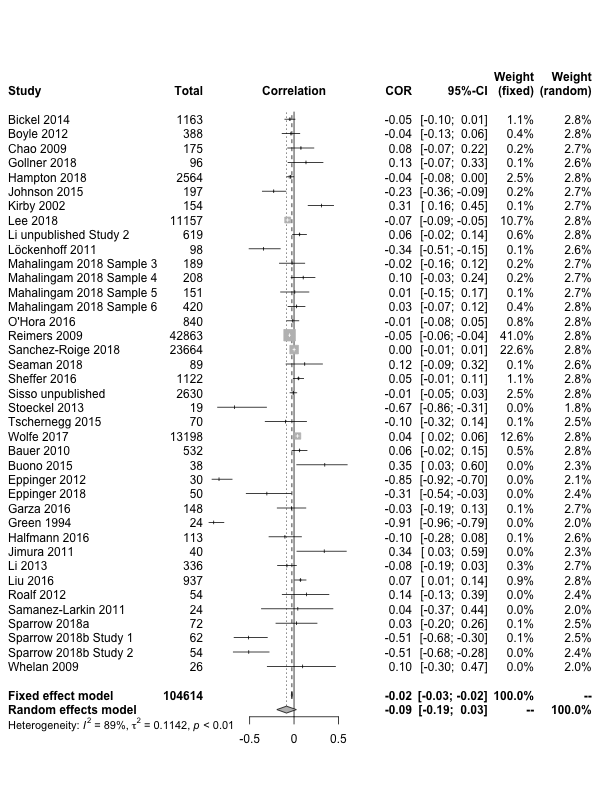 Study Total Correlation COR 95%-CI Weight (fixed) Weight (random)
Bickel 2014 1163 -0.05 [-0.10; 0.01] 1.1% 2.8%
Boyle 2012 388 -0.04 [-0.13; 0.06] 0.4% 2.8%
Chao 2009 175 0.08 [-0.07; 0.22] 0.2% 2.7%
Gollner 2018 96 0.13 [-0.07; 0.33] 0.1% 2.6%
Hampton 2018 2564 -0.04 [-0.08; 0.00] 2.5% 2.8%
Johnson 2015 197 -0.23 [-0.36; -0.09] 0.2% 2.7%
Kirby 2002 154 0.31 [ 0.16; 0.45] 0.1% 2.7%
Lee 2018 11157 -0.07 [-0.09; -0.05] 10.7% 2.8%
Li unpublished Study 2 619 0.06 [-0.02; 0.14] 0.6% 2.8%
Löckenhoff 2011 98 -0.34 [-0.51; -0.15] 0.1% 2.6%
Mahalingam 2018 Sample 3 189 -0.02 [-0.16; 0.12] 0.2% 2.7%
Mahalingam 2018 Sample 4 208 0.10 [-0.03; 0.24] 0.2% 2.7%
Mahalingam 2018 Sample 5 151 0.01 [-0.15; 0.17] 0.1% 2.7%
Mahalingam 2018 Sample 6 420 0.03 [-0.07; 0.12] 0.4% 2.8%
O'Hora 2016 840 -0.01 [-0.08; 0.05] 0.8% 2.8%
Reimers 2009 42863 -0.05 [-0.06; -0.04] 41.0% 2.8%
Sanchez-Roige 2018 23664 0.00 [-0.01; 0.01] 22.6% 2.8%
Seaman 2018 89 0.12 [-0.09; 0.32] 0.1% 2.6%
Sheffer 2016 1122 0.05 [-0.01; 0.11] 1.1% 2.8%
Sisso unpublished 2630 -0.01 [-0.05; 0.03] 2.5% 2.8%
Stoeckel 2013 19 -0.67 [-0.86; -0.31] 0.0% 1.8%
Tschernegg 2015 70 -0.10 [-0.32; 0.14] 0.1% 2.5%
Wolfe 2017 13198 0.04 [ 0.02; 0.06] 12.6% 2.8%
Bauer 2010 532 0.06 [-0.02; 0.15] 0.5% 2.8%
Buono 2015 38 0.35 [ 0.03; 0.60] 0.0% 2.3%
Eppinger 2012 30 -0.85 [-0.92; -0.70] 0.0% 2.1%
Eppinger 2018 50 -0.31 [-0.54; -0.03] 0.0% 2.4%
Garza 2016 148 -0.03 [-0.19; 0.13] 0.1% 2.7%
Green 1994 24 -0.91 [-0.96; -0.79] 0.0% 2.0%
Halfmann 2016 113 -0.10 [-0.28; 0.08] 0.1% 2.6%
Jimura 2011 40 0.34 [ 0.03; 0.59] 0.0% 2.3%
Li 2013 336 -0.08 [-0.19; 0.03] 0.3% 2.7%
Liu 2016 937 0.07 [ 0.01; 0.14] 0.9% 2.8%
Roalf 2012 54 0.14 [-0.13; 0.39] 0.0% 2.4%
Samanez-Larkin 2011 24 0.04 [-0.37; 0.44] 0.0% 2.0%
Sparrow 2018a 72 0.03 [-0.20; 0.26] 0.1% 2.5%
Sparrow 2018b Study 1 62 -0.51 [-0.68; -0.30] 0.1% 2.5%
Sparrow 2018b Study 2 54 -0.51 [-0.68; -0.28] 0.0% 2.4%
Whelan 2009 26 0.10 [-0.30; 0.47] 0.0% 2.0%
Fixed effect model 104614 -0.02 [-0.03; -0.02] 100.0% --
Random effects model -0.09 [-0.19; 0.03] -- 100.0%
Heterogeneity: I² = 89%, τ² = 0.1142, p < 0.01
-0.5 0 0.5